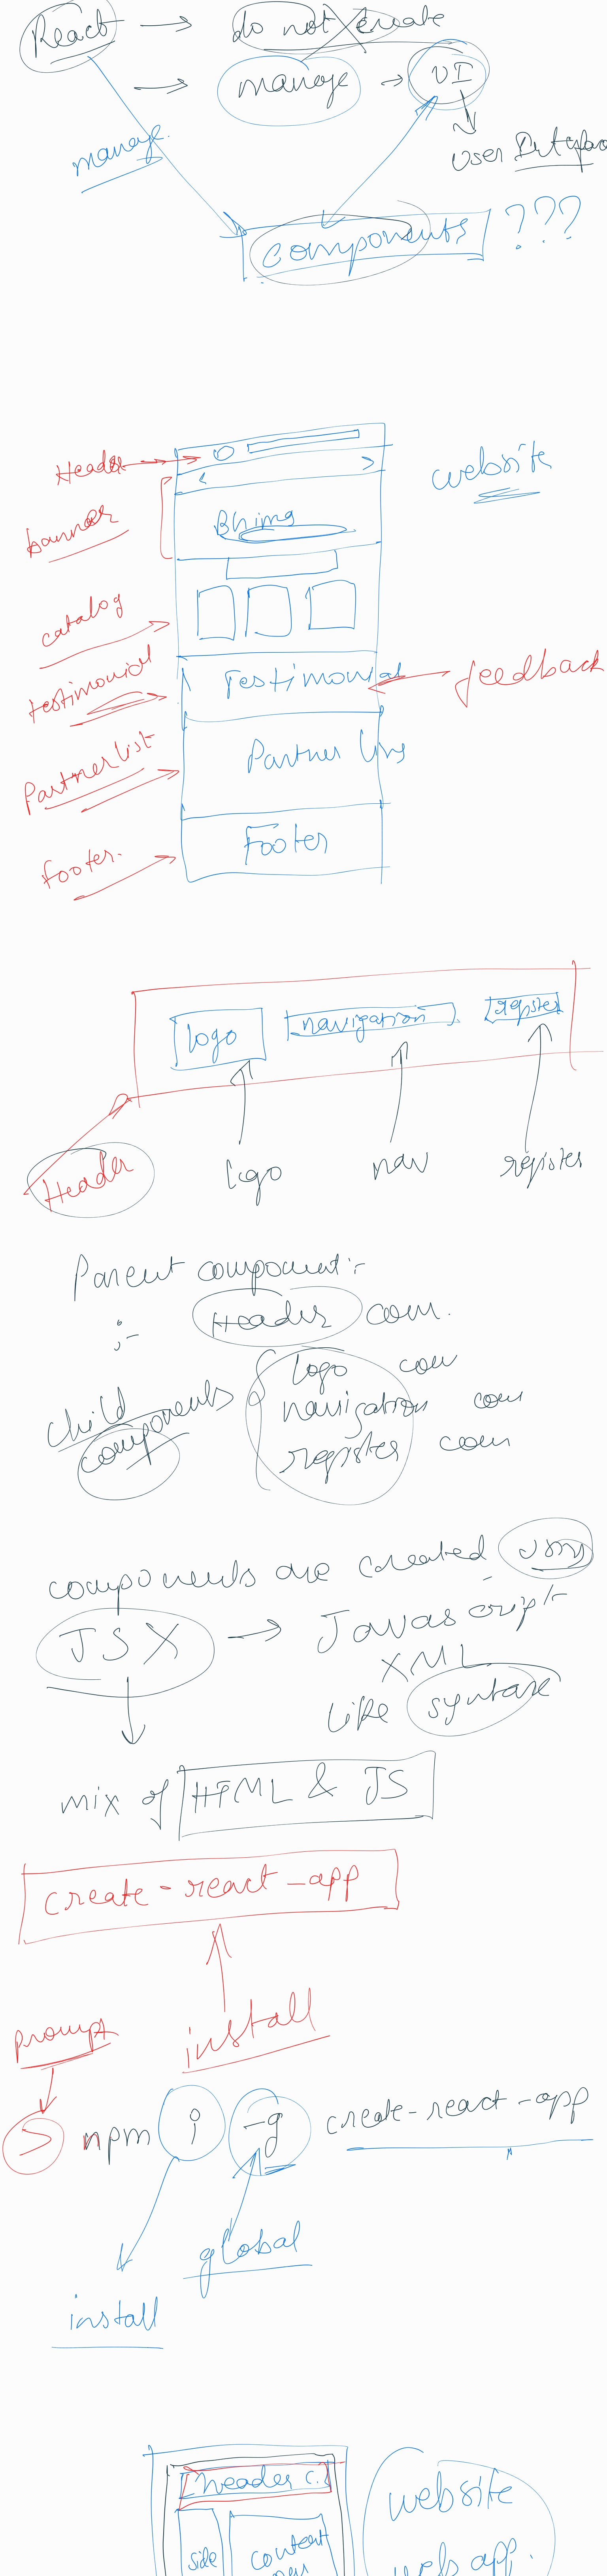 React → do not create
→ manage → UI
manage.
User Interface
components ???
Header
website
banner
catalog
Testimonial
testimonial
feedback
Partner list
Partner
Footer
footer.
logo navigation register
Header
logo nav register
Parent component :-
:- Header com.
child components
logo com
navigation com
register com
components are created using
JSX → Javascript
XML
like syntax
mix of HTML & JS
create-react-app
install
Prompt
> npm i -g create-react-app
global
install
header c.
website
side content
web app.